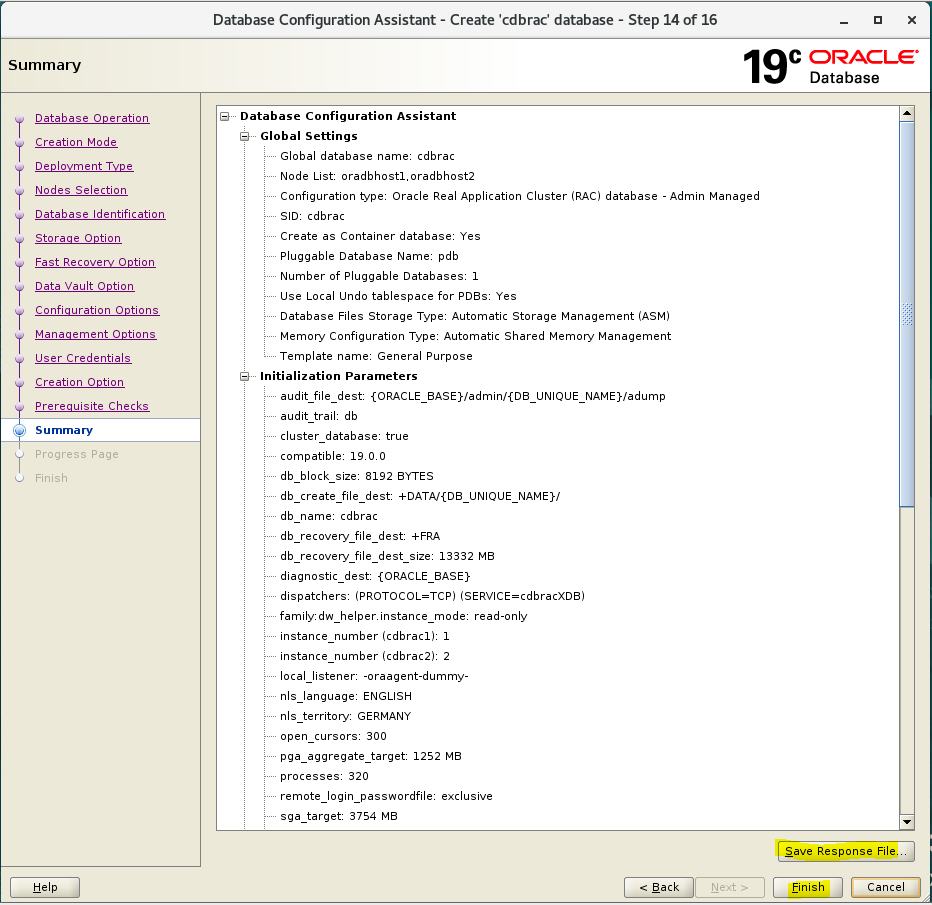 Database Configuration Assistant - Create 'cdbrac' database - Step 14 of 16
Summary
19c ORACLE
Database
Database Operation
Creation Mode
Deployment Type
Nodes Selection
Database Identification
Storage Option
Fast Recovery Option
Data Vault Option
Configuration Options
Management Options
User Credentials
Creation Option
Prerequisite Checks
Summary
Progress Page
Finish
Database Configuration Assistant
Global Settings
Global database name: cdbrac
Node List: oradbhost1,oradbhost2
Configuration type: Oracle Real Application Cluster (RAC) database - Admin Managed
SID: cdbrac
Create as Container database: Yes
Pluggable Database Name: pdb
Number of Pluggable Databases: 1
Use Local Undo tablespace for PDBs: Yes
Database Files Storage Type: Automatic Storage Management (ASM)
Memory Configuration Type: Automatic Shared Memory Management
Template name: General Purpose
Initialization Parameters
audit_file_dest: {ORACLE_BASE}/admin/{DB_UNIQUE_NAME}/adump
audit_trail: db
cluster_database: true
compatible: 19.0.0
db_block_size: 8192 BYTES
db_create_file_dest: +DATA/{DB_UNIQUE_NAME}/
db_name: cdbrac
db_recovery_file_dest: +FRA
db_recovery_file_dest_size: 13332 MB
diagnostic_dest: {ORACLE_BASE}
dispatchers: (PROTOCOL=TCP) (SERVICE=cdbracXDB)
family:dw_helper.instance_mode: read-only
instance_number (cdbrac1): 1
instance_number (cdbrac2): 2
local_listener: -oraagent-dummy-
nls_language: ENGLISH
nls_territory: GERMANY
open_cursors: 300
pga_aggregate_target: 1252 MB
processes: 320
remote_login_passwordfile: exclusive
sga_target: 3754 MB
Save Response File...
Help
< Back
Next >
Finish
Cancel